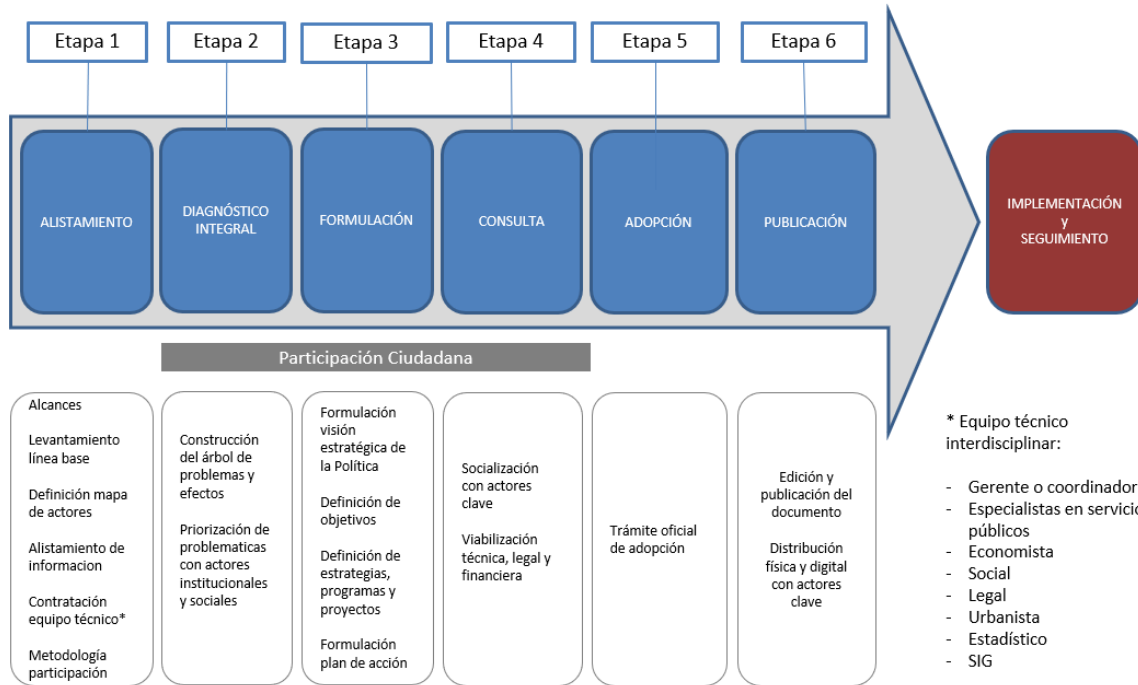 Etapa 1
Etapa 2
Etapa 3
Etapa 4
Etapa 5
Etapa 6
ALISTAMIENTO
DIAGNÓSTICO
INTEGRAL
FORMULACIÓN
CONSULTA
ADOPCIÓN
PUBLICACIÓN
IMPLEMENTACIÓN
y
SEGUIMIENTO
Participación Ciudadana
Alcances
Levantamiento
línea base
Definición mapa
de actores
Alistamiento de
informacion
Contratación
equipo técnico*
Metodología
participación
Construcción
del árbol de
problemas y
efectos
Priorización de
problematicas
con actores
institucionales
y sociales
Formulación
visión
estratégica de
la Política
Definición de
objetivos
Definición de
estrategias,
programas y
proyectos
Formulación
plan de acción
Socialización
con actores
clave
Viabilización
técnica, legal y
financiera
Trámite oficial
de adopción
Edición y
publicación del
documento
Distribución
física y digital
con actores
clave
* Equipo técnico
interdisciplinar:
- Gerente o coordinador
- Especialistas en servicio
públicos
- Economista
- Social
- Legal
- Urbanista
- Estadístico
- SIG